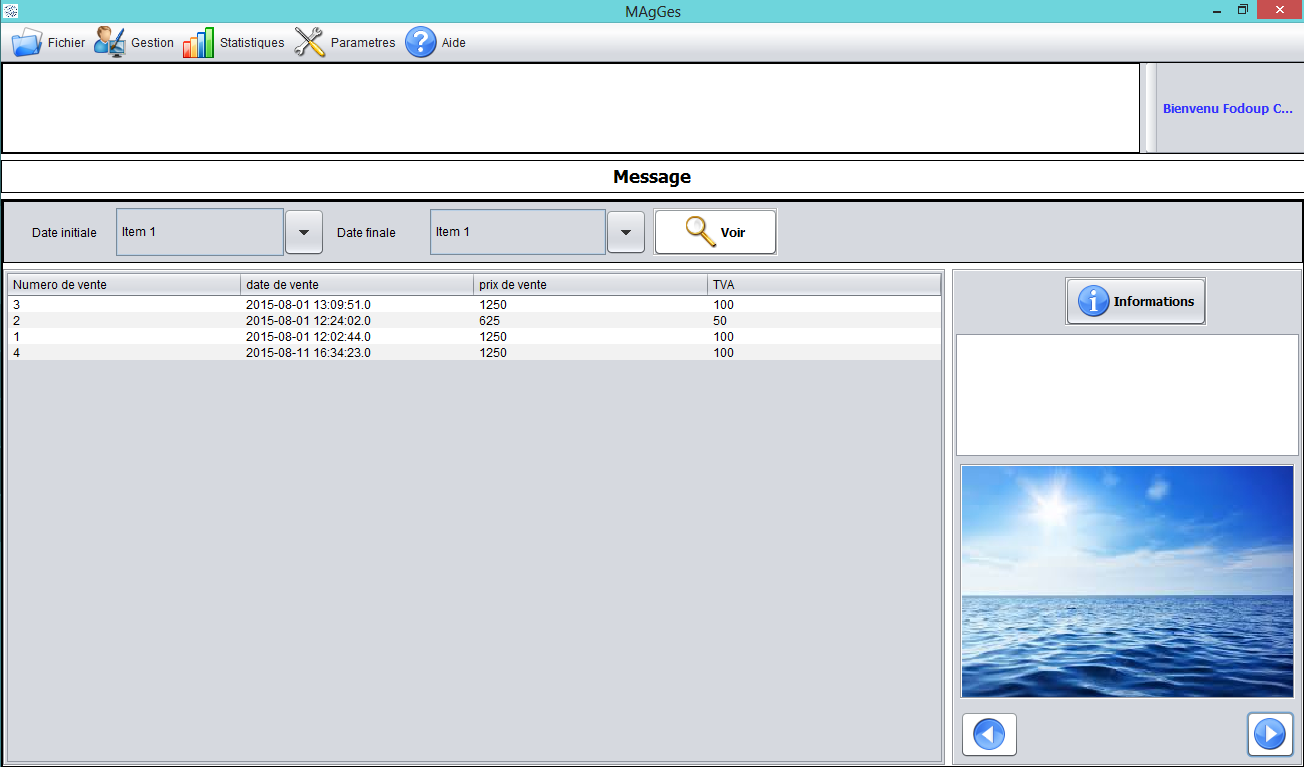 MAgGes
Fichier Gestion Statistiques Parametres Aide
Bienvenu Fodoup C...
Message
Date initiale Item 1 Date finale Item 1 Voir
Numero de vente date de vente prix de vente TVA
3 2015-08-01 13:09:51.0 1250 100
2 2015-08-01 12:24:02.0 625 50
1 2015-08-01 12:02:44.0 1250 100
4 2015-08-11 16:34:23.0 1250 100
Informations